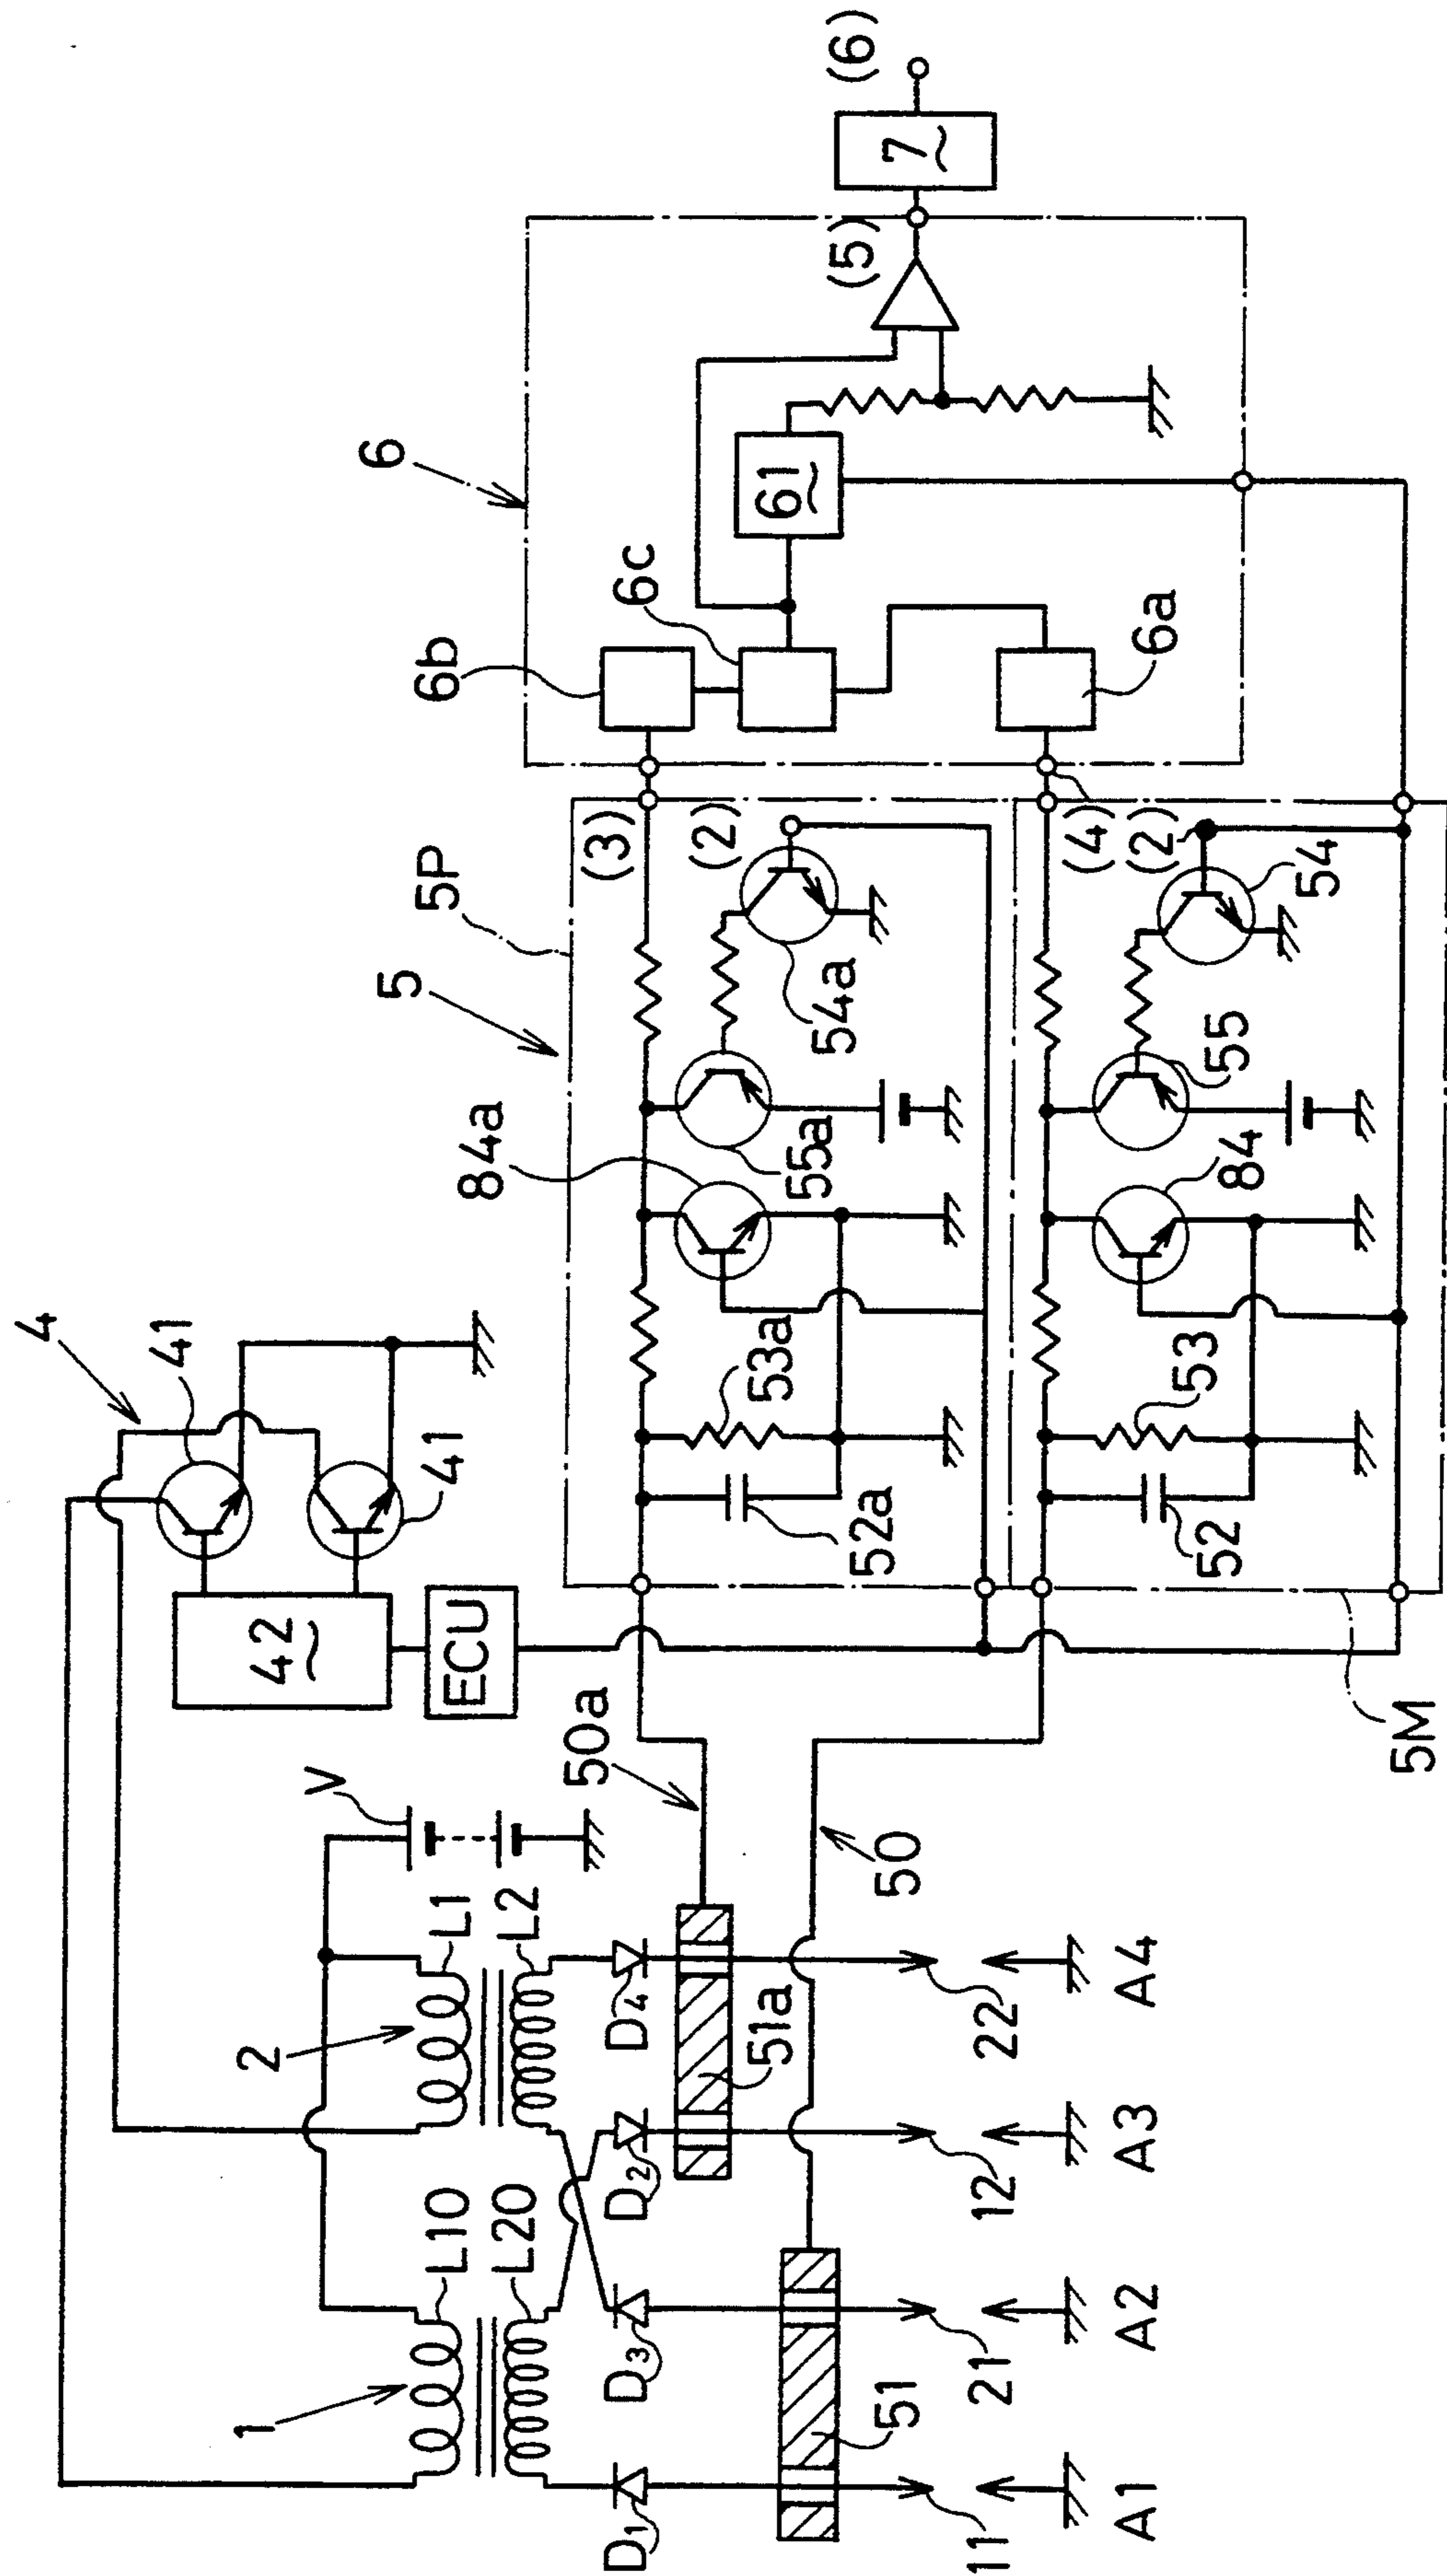 4
41
41
42
ECU
V
2
L1
L2
1
L10
L20
D1
D3
D2
D4
50a
50
51a
51
11
21
12
22
A1
A2
A3
A4
5
5P
(3)
(2)
84a
55a
54a
53a
52a
(4)
(2)
54
55
84
53
52
5M
6
6b
6c
6a
61
(5)
7
(6)